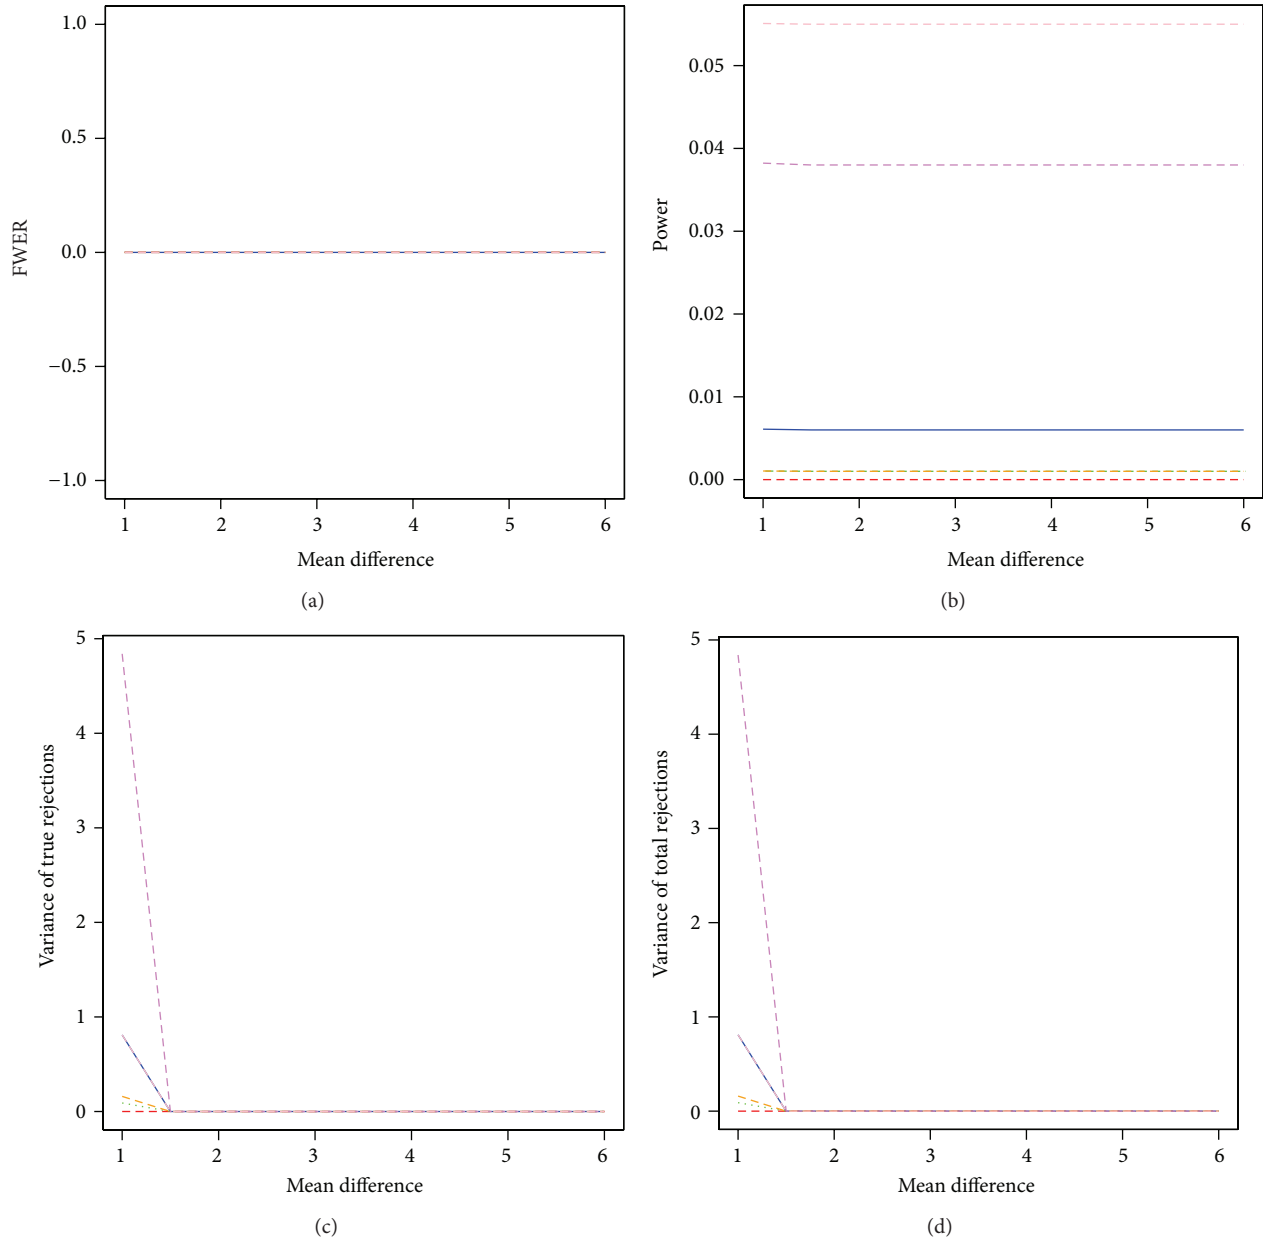 1.0
0.5
0.0
−0.5
−1.0
FWER
1 2 3 4 5 6
Mean difference
(a)
0.05
0.04
0.03
0.02
0.01
0.00
Power
1 2 3 4 5 6
Mean difference
(b)
5
4
3
2
1
0
Variance of true rejections
1 2 3 4 5 6
Mean difference
(c)
5
4
3
2
1
0
Variance of total rejections
1 2 3 4 5 6
Mean difference
(d)